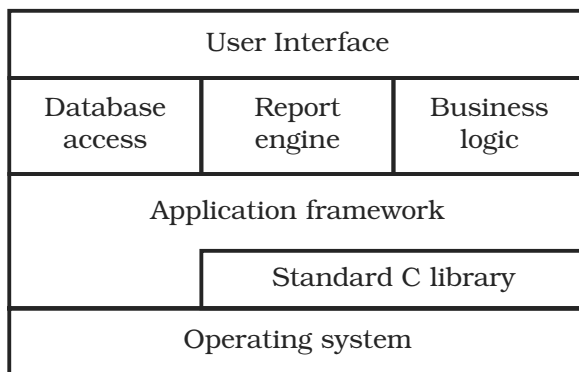 User Interface
Database
access
Report
engine
Business
logic
Application framework
Standard C library
Operating system